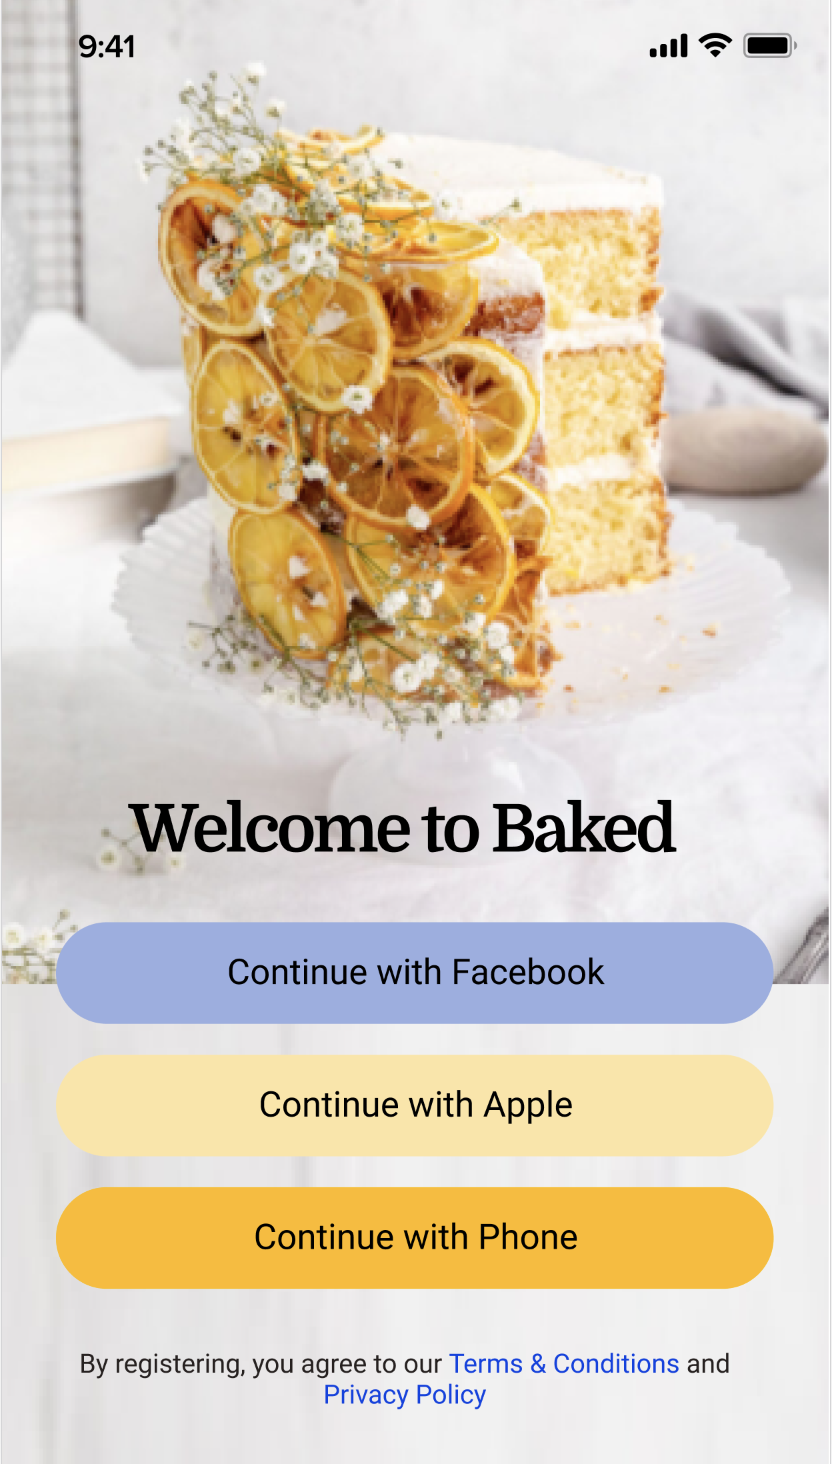 9:41
Welcome to Baked
Continue with Facebook
Continue with Apple
Continue with Phone
By registering, you agree to our Terms & Conditions and
Privacy Policy